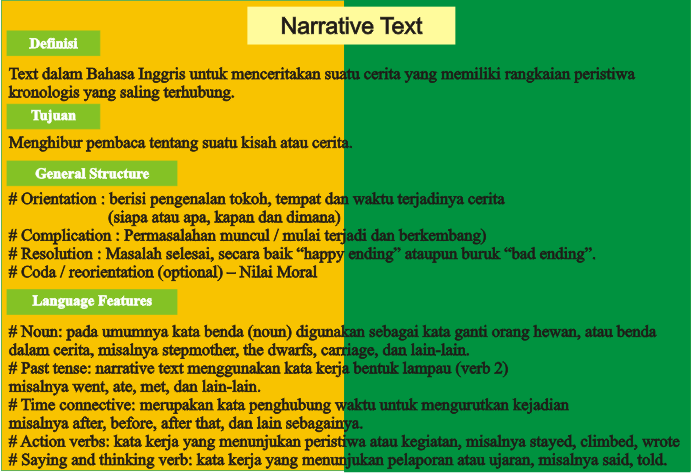 Narrative Text
Definisi
Text dalam Bahasa Inggris untuk menceritakan suatu cerita yang memiliki rangkaian peristiwa
kronologis yang saling terhubung.
Tujuan
Menghibur pembaca tentang suatu kisah atau cerita.
General Structure
# Orientation : berisi pengenalan tokoh, tempat dan waktu terjadinya cerita
(siapa atau apa, kapan dan dimana)
# Complication : Permasalahan muncul / mulai terjadi dan berkembang)
# Resolution : Masalah selesai, secara baik “happy ending” ataupun buruk “bad ending”.
# Coda / reorientation (optional) – Nilai Moral
Language Features
# Noun: pada umumnya kata benda (noun) digunakan sebagai kata ganti orang hewan, atau benda
dalam cerita, misalnya stepmother, the dwarfs, carriage, dan lain-lain.
# Past tense: narrative text menggunakan kata kerja bentuk lampau (verb 2)
misalnya went, ate, met, dan lain-lain.
# Time connective: merupakan kata penghubung waktu untuk mengurutkan kejadian
misalnya after, before, after that, dan lain sebagainya.
# Action verbs: kata kerja yang menunjukan peristiwa atau kegiatan, misalnya stayed, climbed, wrote
# Saying and thinking verb: kata kerja yang menunjukan pelaporan atau ujaran, misalnya said, told.